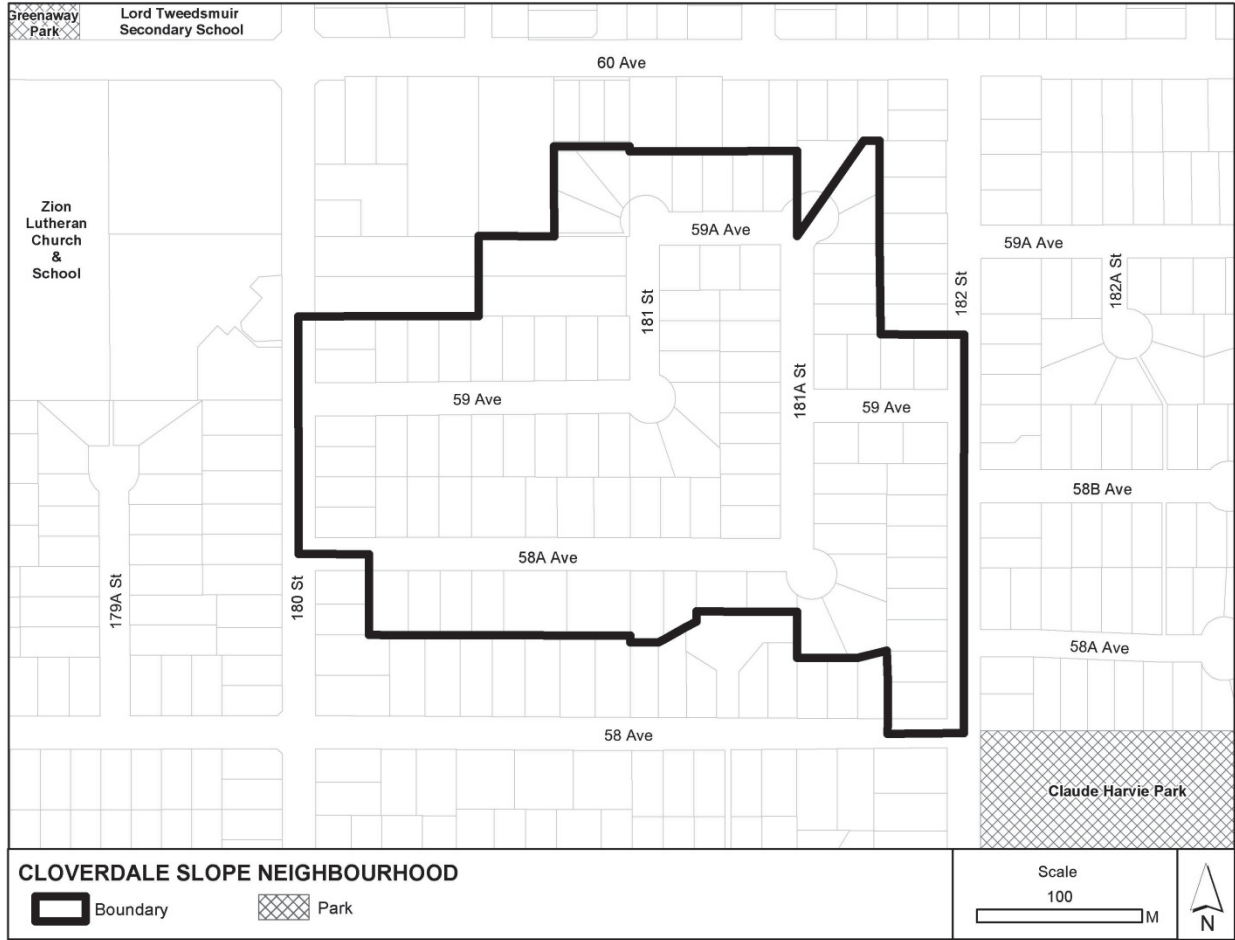 Greenaway
Park
Lord Tweedsmuir
Secondary School
60 Ave
Zion
Lutheran
Church
&
School
59A Ave
59A Ave
181 St
182 St
182A St
181A St
59 Ave
59 Ave
58B Ave
58A Ave
179A St
180 St
58A Ave
58 Ave
Claude Harvie Park
CLOVERDALE SLOPE NEIGHBOURHOOD
Boundary
Park
Scale
100
M
N